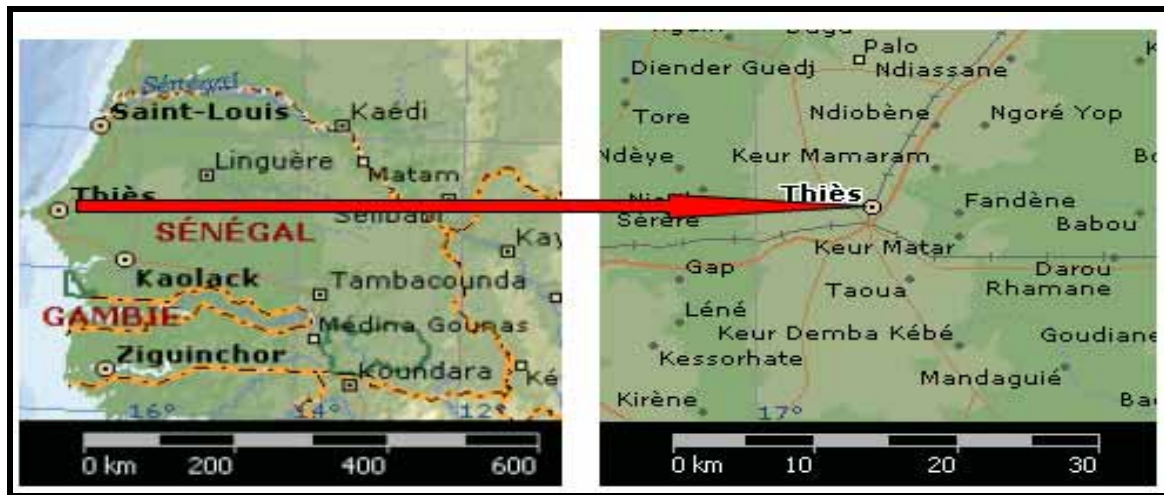 Sénégal
Saint-Louis
Kaédi
Linguère
Matam
Thiès
SÉNÉGAL
Kaolack
Tambacounda
GAMBIE
Médina Gounas
Ziguinchor
Koundara
16°
14°
12°
0 km 200 400 600
Palo
Diender Guedj
Ndiassane
Tore
Ndiobène
Ngoré Yop
Ndèye
Keur Mamaram
Thiès
Fandène
Sérère
Babou
Keur Matar
Gap
Darou
Rhamane
Taoua
Léné
Keur Demba Kébé
Goudiane
Kessorhate
Mandaguié
Kirène
17°
0 km 10 20 30